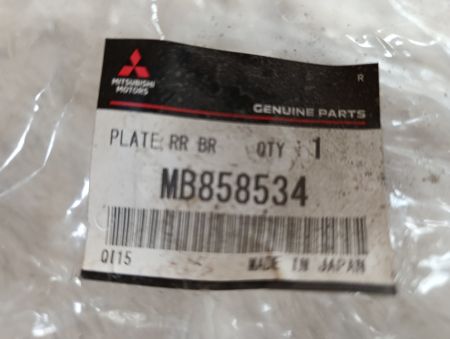 R
MITSUBISHI
MOTORS
GENUINE PARTS
PLATE, RR BR QTY : 1
MB858534
QI15 MADE IN JAPAN